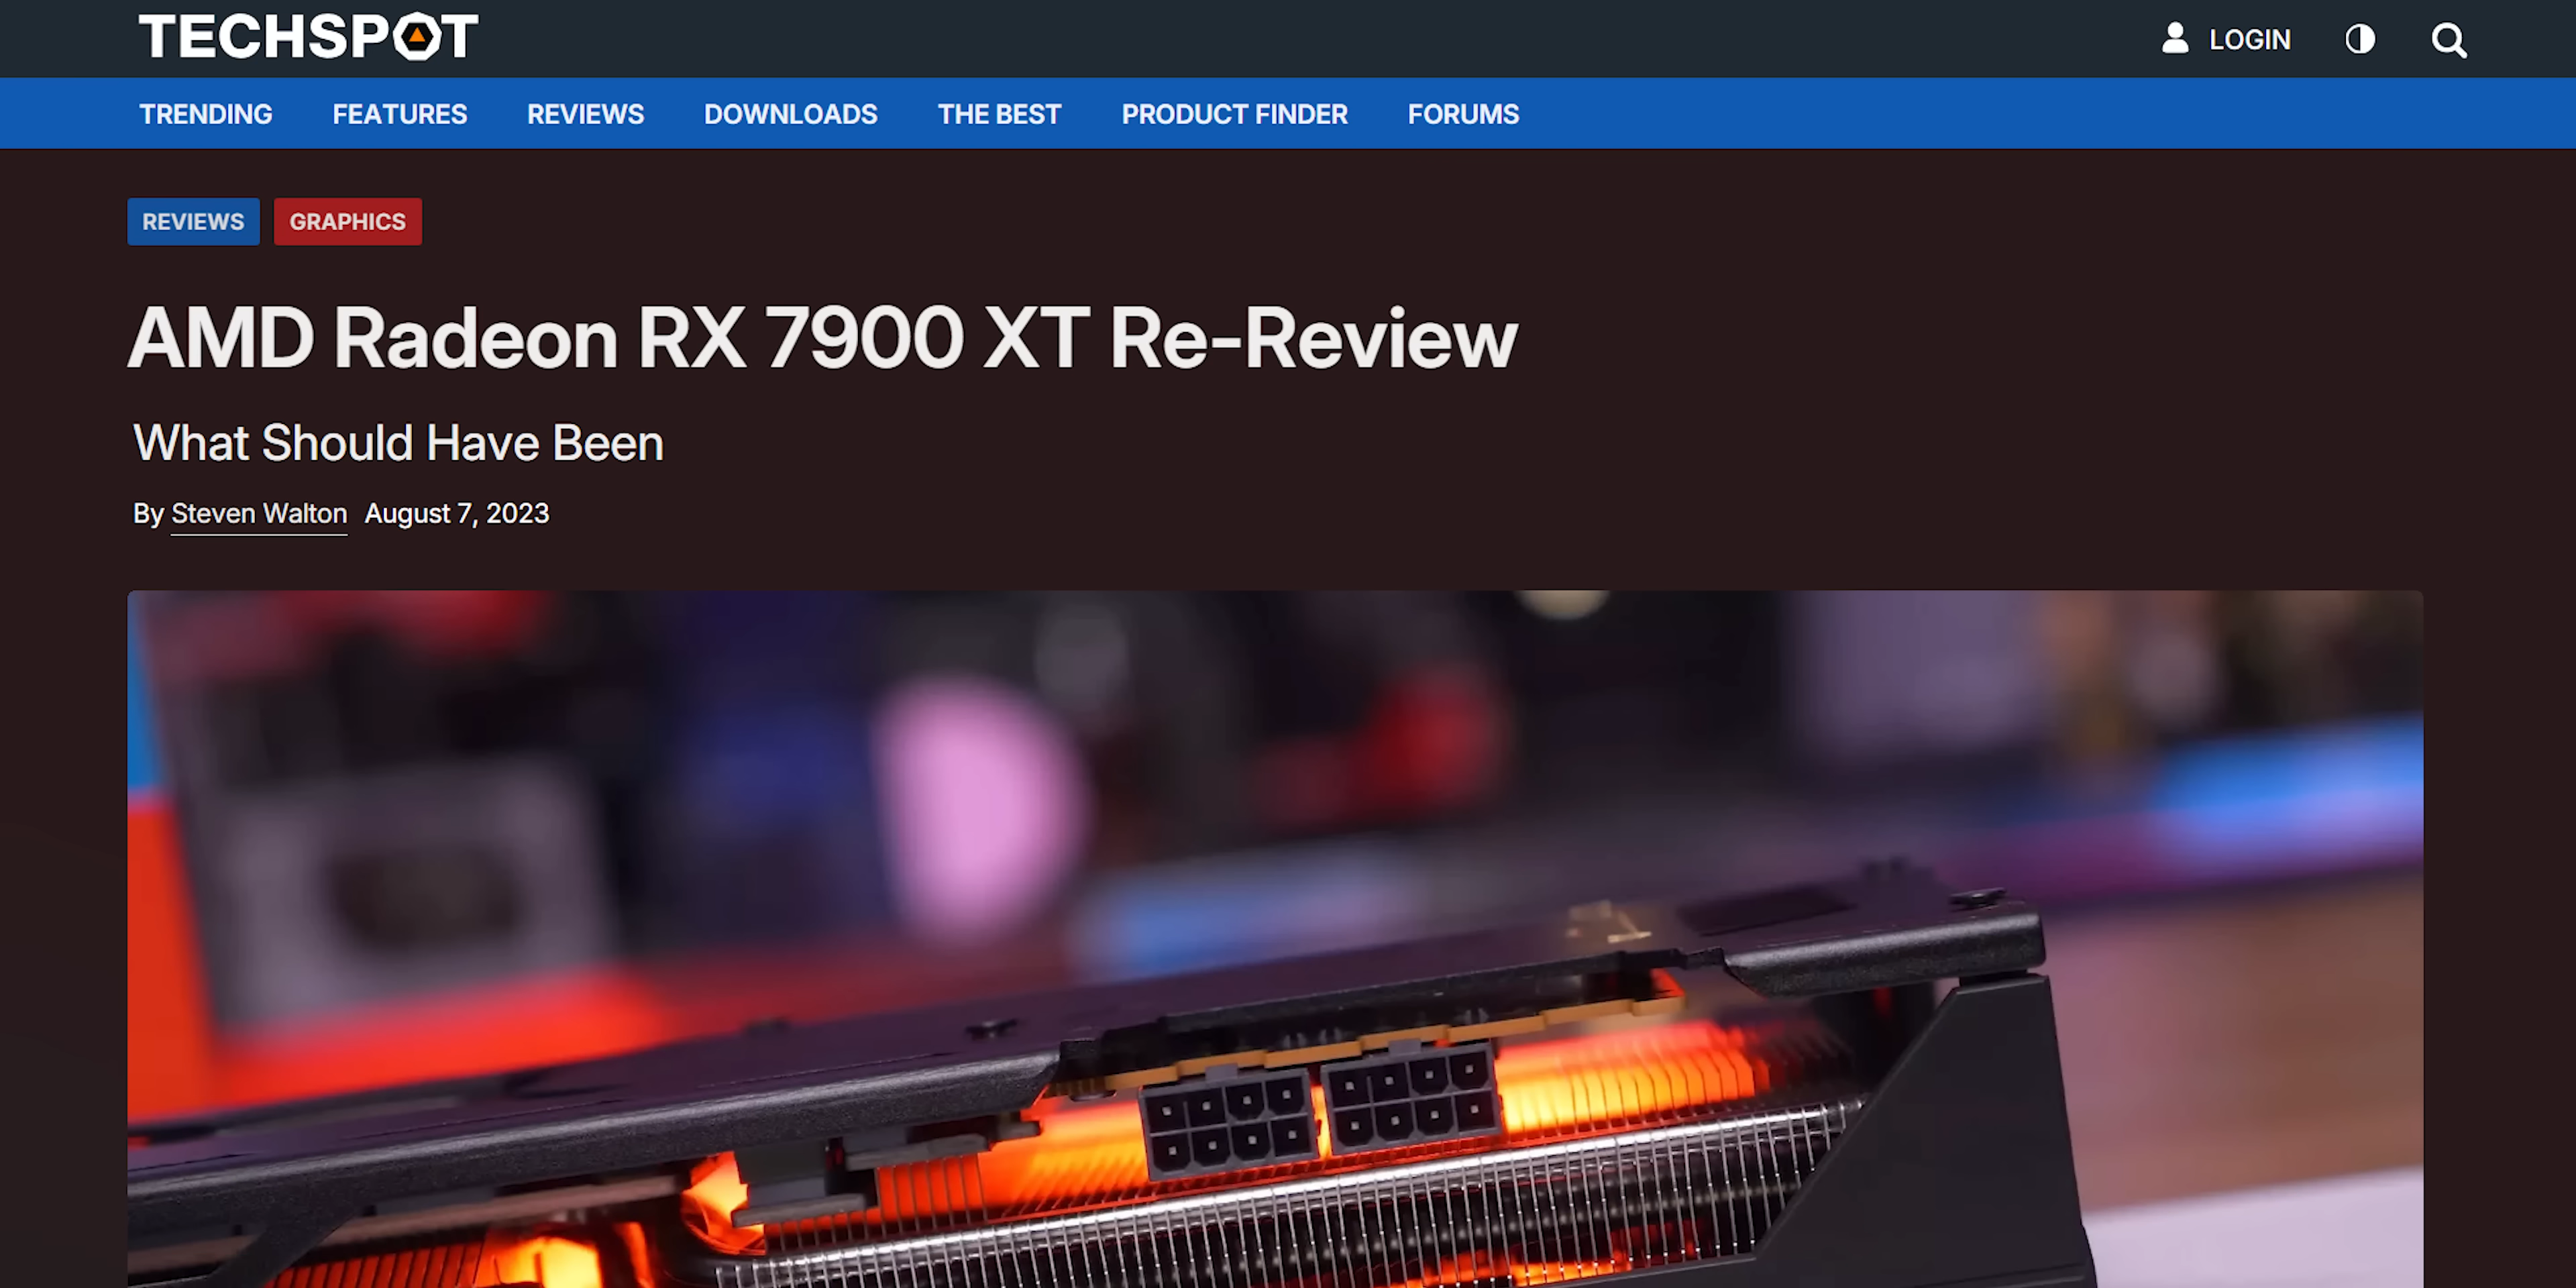 TECHSPOT
LOGIN
TRENDING FEATURES REVIEWS DOWNLOADS THE BEST PRODUCT FINDER FORUMS
REVIEWS GRAPHICS
AMD Radeon RX 7900 XT Re-Review
What Should Have Been
By Steven Walton August 7, 2023